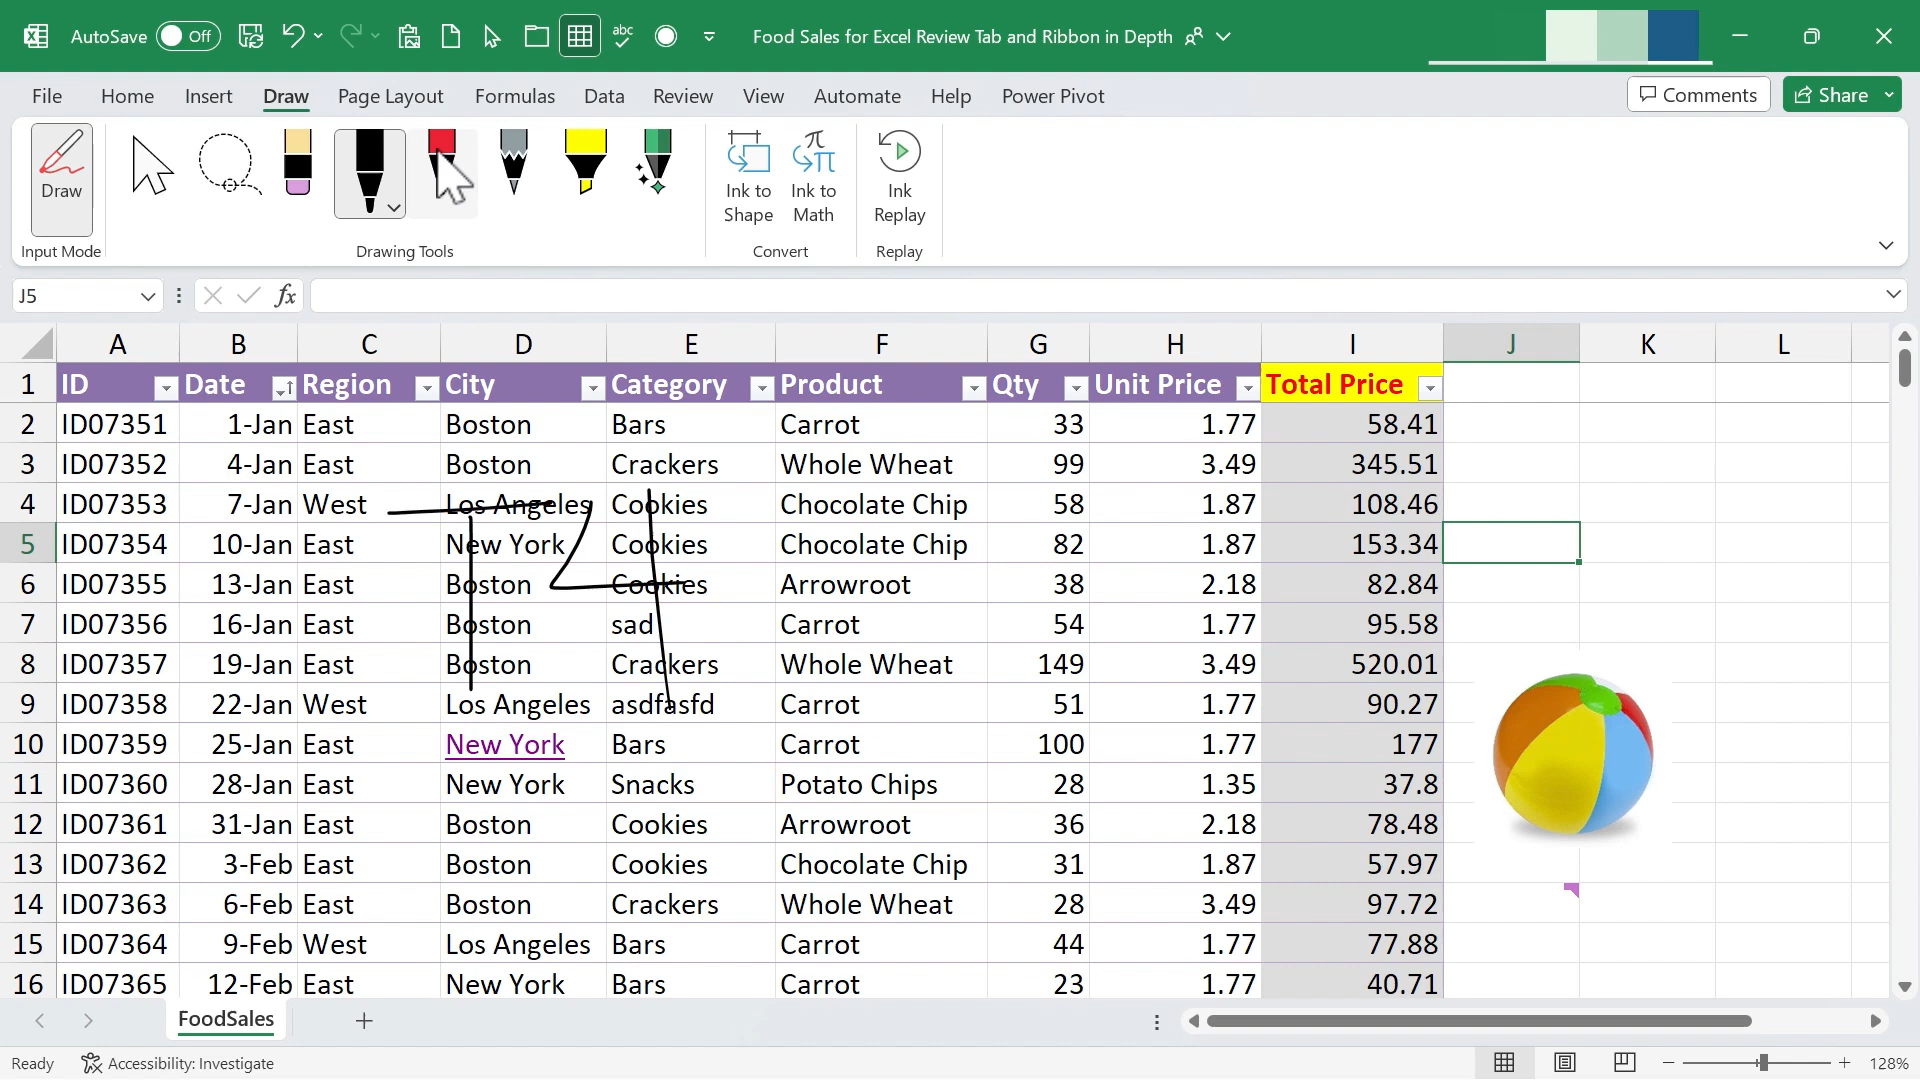 AutoSave Off abc Food Sales for Excel Review Tab and Ribbon in Depth
File Home Insert Draw Page Layout Formulas Data Review View Automate Help Power Pivot Comments Share
Draw Ink to Shape Ink to Math Ink Replay
Input Mode Drawing Tools Convert Replay
J5 fx
A B C D E F G H I J K L
1 ID Date Region City Category Product Qty Unit Price Total Price
2 ID07351 1-Jan East Boston Bars Carrot 33 1.77 58.41
3 ID07352 4-Jan East Boston Crackers Whole Wheat 99 3.49 345.51
4 ID07353 7-Jan West Los Angeles Cookies Chocolate Chip 58 1.87 108.46
5 ID07354 10-Jan East New York Cookies Chocolate Chip 82 1.87 153.34
6 ID07355 13-Jan East Boston Cookies Arrowroot 38 2.18 82.84
7 ID07356 16-Jan East Boston sad Carrot 54 1.77 95.58
8 ID07357 19-Jan East Boston Crackers Whole Wheat 149 3.49 520.01
9 ID07358 22-Jan West Los Angeles asdfasfd Carrot 51 1.77 90.27
10 ID07359 25-Jan East New York Bars Carrot 100 1.77 177
11 ID07360 28-Jan East New York Snacks Potato Chips 28 1.35 37.8
12 ID07361 31-Jan East Boston Cookies Arrowroot 36 2.18 78.48
13 ID07362 3-Feb East Boston Cookies Chocolate Chip 31 1.87 57.97
14 ID07363 6-Feb East Boston Crackers Whole Wheat 28 3.49 97.72
15 ID07364 9-Feb West Los Angeles Bars Carrot 44 1.77 77.88
16 ID07365 12-Feb East New York Bars Carrot 23 1.77 40.71
FoodSales
Ready Accessibility: Investigate 128%